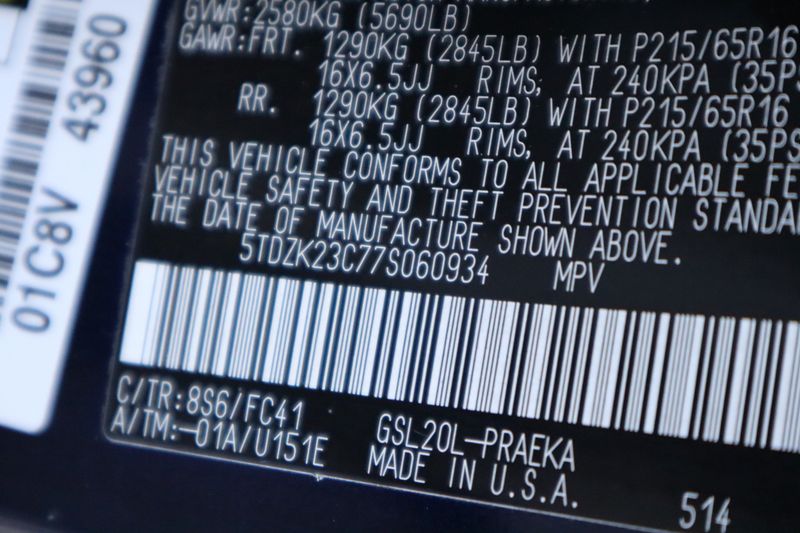 GVWR:2580KG (5690LB)
GAWR:FRT. 1290KG (2845LB) WITH P215/65R16
16X6.5JJ RIMS, AT 240KPA (35PS
RR. 1290KG (2845LB) WITH P215/65R16
16X6.5JJ RIMS, AT 240KPA (35PS
THIS VEHICLE CONFORMS TO ALL APPLICABLE FE
VEHICLE SAFETY AND THEFT PREVENTION STANDA
THE DATE OF MANUFACTURE SHOWN ABOVE.
5TDZK23C77S060934 MPV
C/TR:8S6/FC41
A/TM:-01A/U151E
GSL20L-PRAEKA
MADE IN U.S.A.
514
01C8V 43960